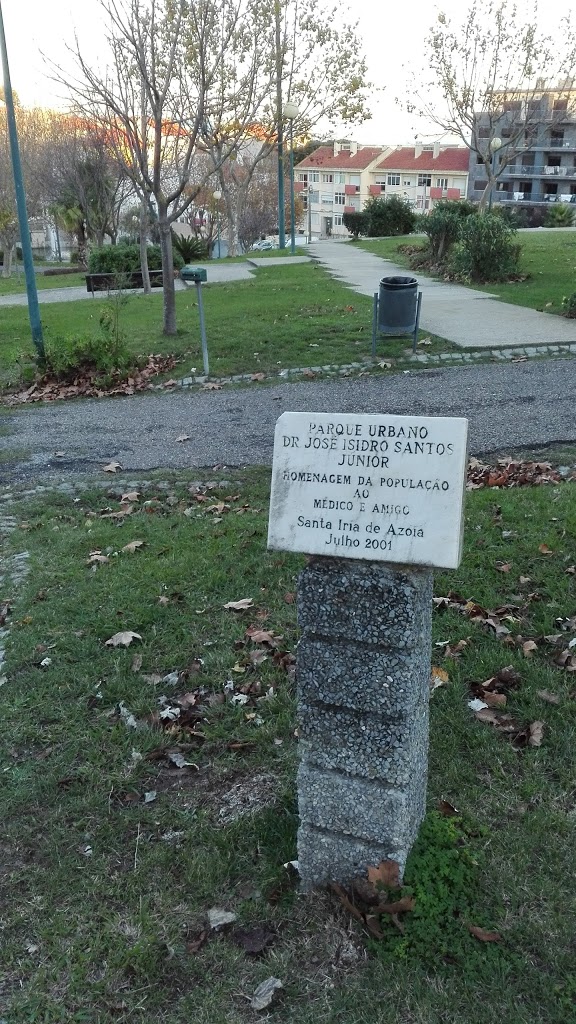 PARQUE URBANO
DR JOSÉ ISIDRO SANTOS
JUNIOR
HOMENAGEM DA POPULAÇÃO
AO
MÉDICO E AMIGO
Santa Iria de Azoia
Julho 2001